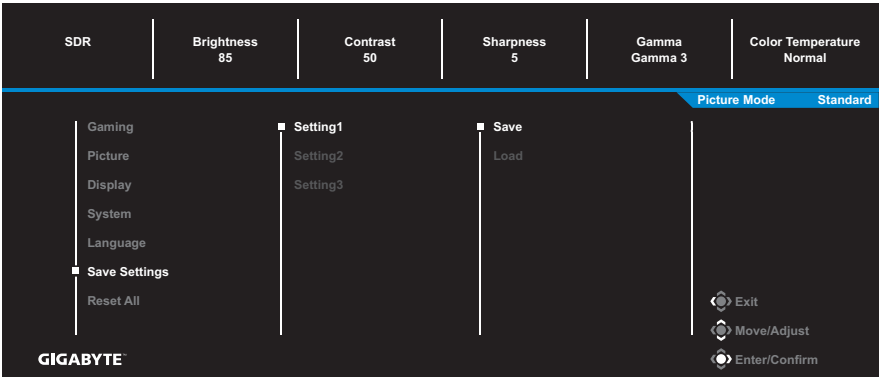 SDR
Brightness
85
Contrast
50
Sharpness
5
Gamma
Gamma 3
Color Temperature
Normal
Picture Mode Standard
Gaming
Picture
Display
System
Language
Save Settings
Reset All
Setting1
Setting2
Setting3
Save
Load
Exit
Move/Adjust
Enter/Confirm
GIGABYTE™